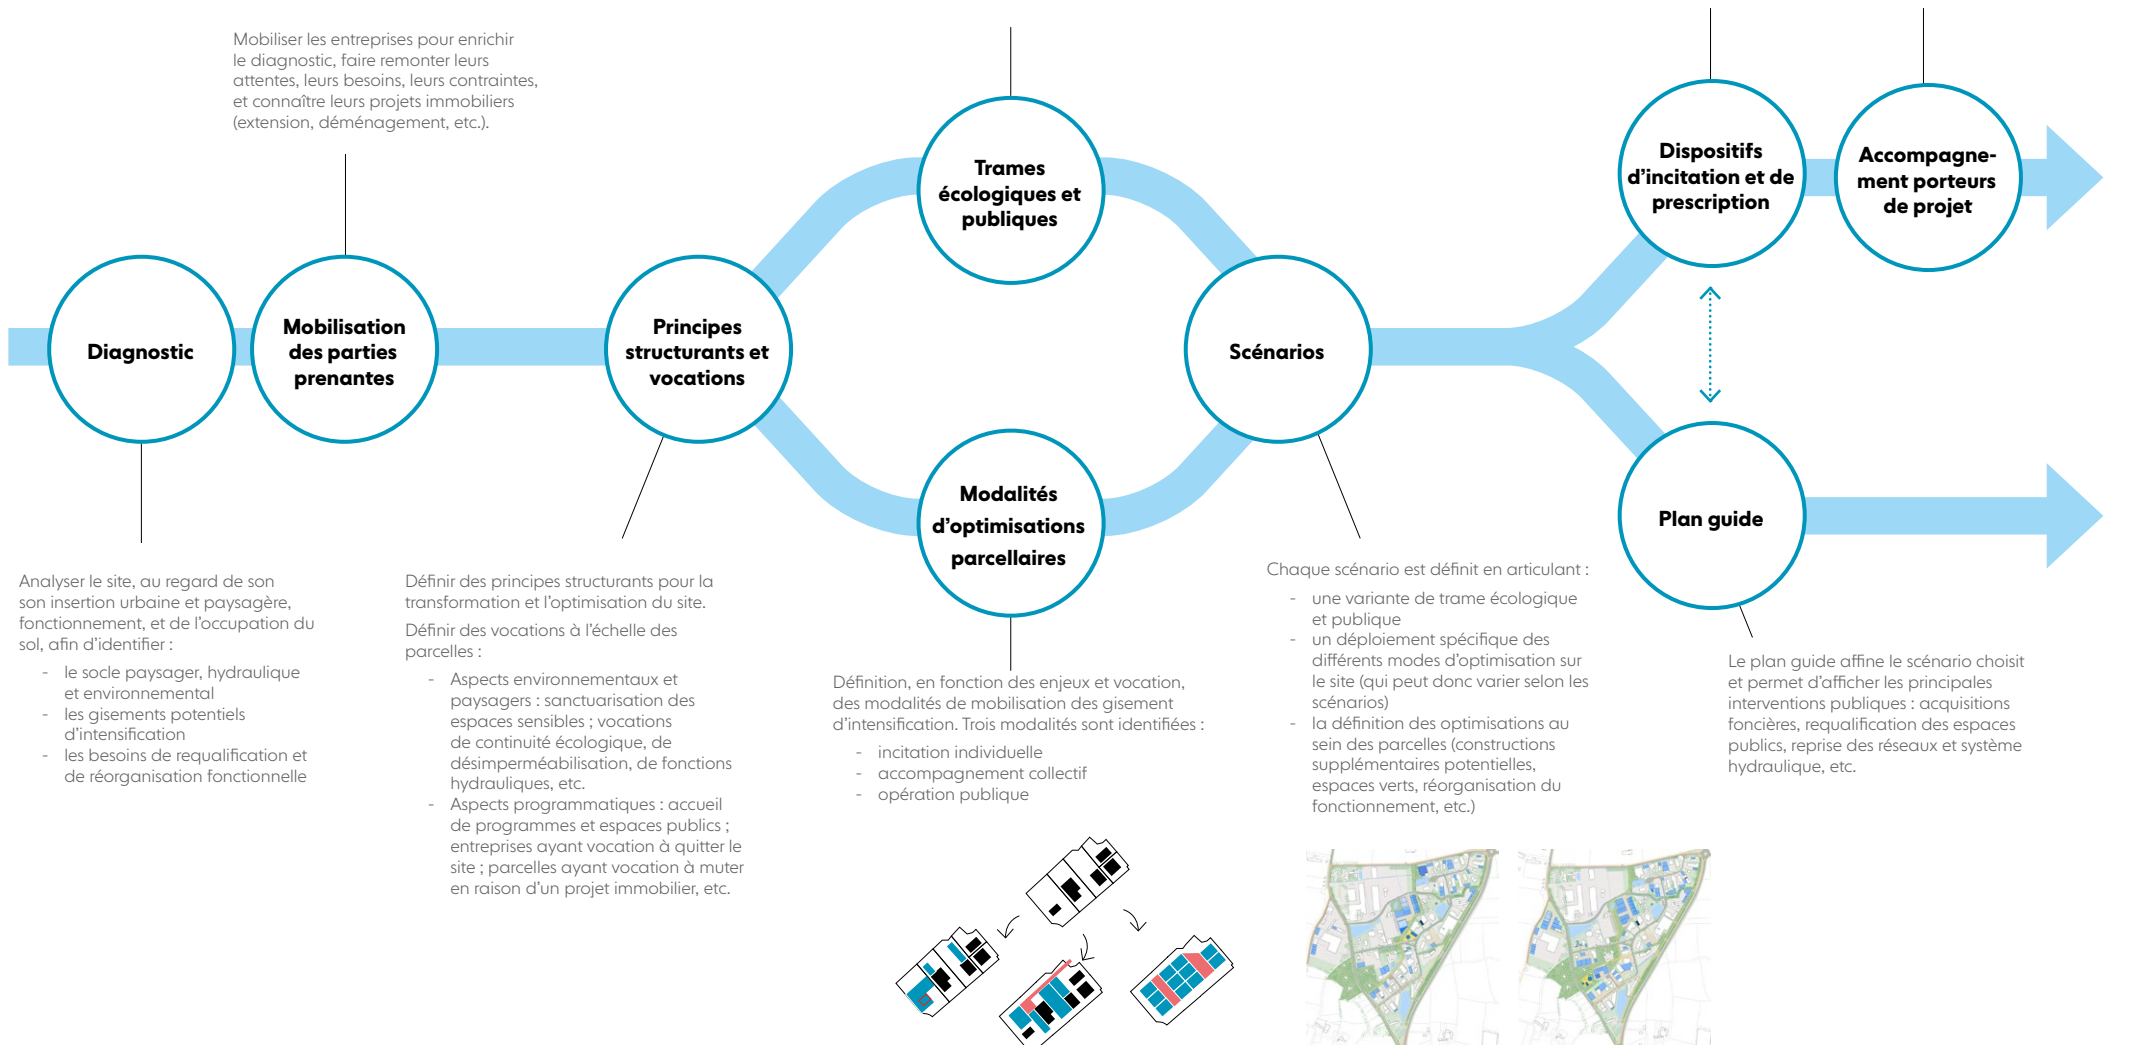 Mobiliser les entreprises pour enrichir
le diagnostic, faire remonter leurs
attentes, leurs besoins, leurs contraintes,
et connaître leurs projets immobiliers
(extension, déménagement, etc.).
Diagnostic
Mobilisation
des parties
prenantes
Principes
structurants et
vocations
Trames
écologiques et
publiques
Modalités
d'optimisations
parcellaires
Scénarios
Dispositifs
d'incitation et de
prescription
Accompagne-
ment porteurs
de projet
Plan guide
Analyser le site, au regard de son
son insertion urbaine et paysagère,
fonctionnement, et de l'occupation du
sol, afin d'identifier :
- le socle paysager, hydraulique
et environnemental
- les gisements potentiels
d'intensification
- les besoins de requalification et
de réorganisation fonctionnelle
Définir des principes structurants pour la
transformation et l'optimisation du site.
Définir des vocations à l'échelle des
parcelles :
- Aspects environnementaux et
paysagers : sanctuarisation des
espaces sensibles ; vocations
de continuité écologique, de
désimperméabilisation, de fonctions
hydrauliques, etc.
- Aspects programmatiques : accueil
de programmes et espaces publics ;
entreprises ayant vocation à quitter le
site ; parcelles ayant vocation à muter
en raison d'un projet immobilier, etc.
Définition, en fonction des enjeux et vocation,
des modalités de mobilisation des gisement
d'intensification. Trois modalités sont identifiées :
- incitation individuelle
- accompagnement collectif
- opération publique
Chaque scénario est définit en articulant :
- une variante de trame écologique
et publique
- un déploiement spécifique des
différents modes d'optimisation sur
le site (qui peut donc varier selon les
scénarios)
- la définition des optimisations au
sein des parcelles (constructions
supplémentaires potentielles,
espaces verts, réorganisation du
fonctionnement, etc.)
Le plan guide affine le scénario choisit
et permet d'afficher les principales
interventions publiques : acquisitions
foncières, requalification des espaces
publics, reprise des réseaux et système
hydraulique, etc.